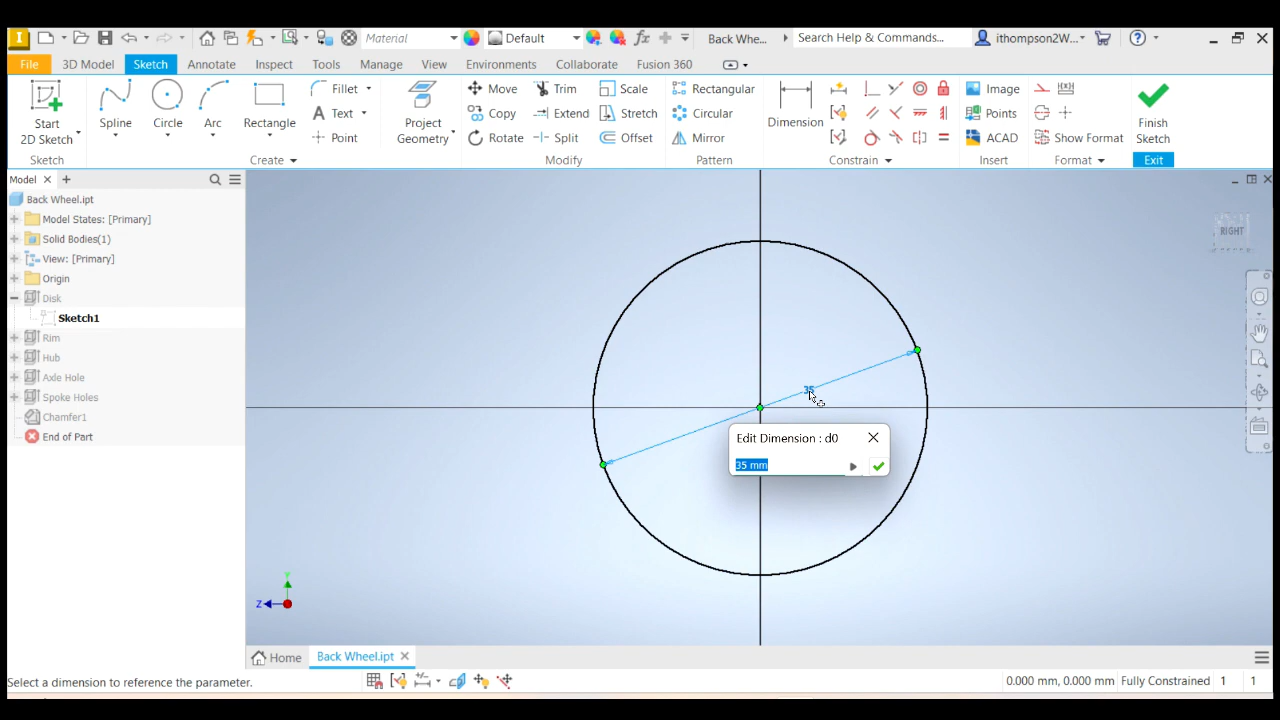 Material
Default
Back Whe...
Search Help & Commands...
ithompson2W...
File
3D Model
Sketch
Annotate
Inspect
Tools
Manage
View
Environments
Collaborate
Fusion 360
Start
2D Sketch
Spline
Circle
Arc
Rectangle
Fillet
Text
Point
Project
Geometry
Move
Copy
Rotate
Trim
Extend
Split
Scale
Stretch
Offset
Rectangular
Circular
Mirror
Dimension
Image
Points
ACAD
Show Format
Finish
Sketch
Sketch
Create
Modify
Pattern
Constrain
Insert
Format
Exit
Model
Back Wheel.ipt
Model States: [Primary]
Solid Bodies(1)
View: [Primary]
Origin
Disk
Sketch1
Rim
Hub
Axle Hole
Spoke Holes
Chamfer1
End of Part
RIGHT
35
Edit Dimension : d0
35 mm
Y
Z
Home
Back Wheel.ipt
Select a dimension to reference the parameter.
0.000 mm, 0.000 mm
Fully Constrained
1
1